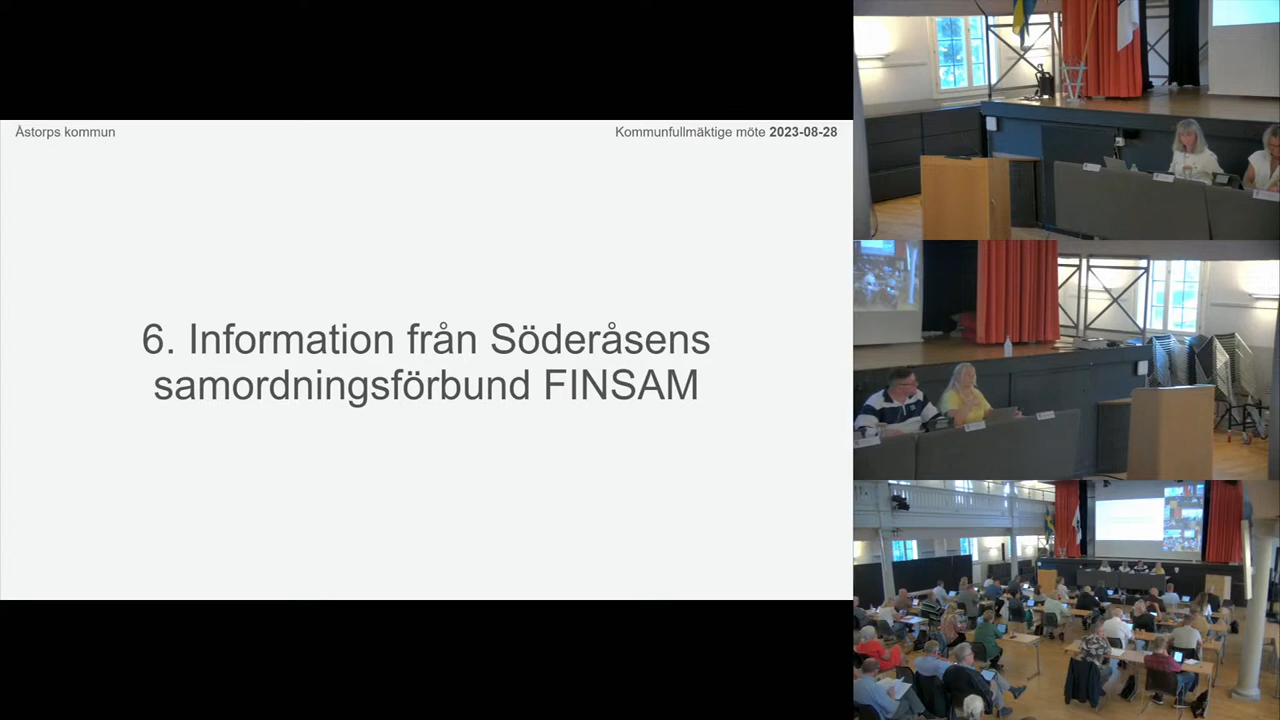 Åstorps kommun
Kommunfullmäktige möte 2023-08-28
6. Information från Söderåsens
samordningsförbund FINSAM